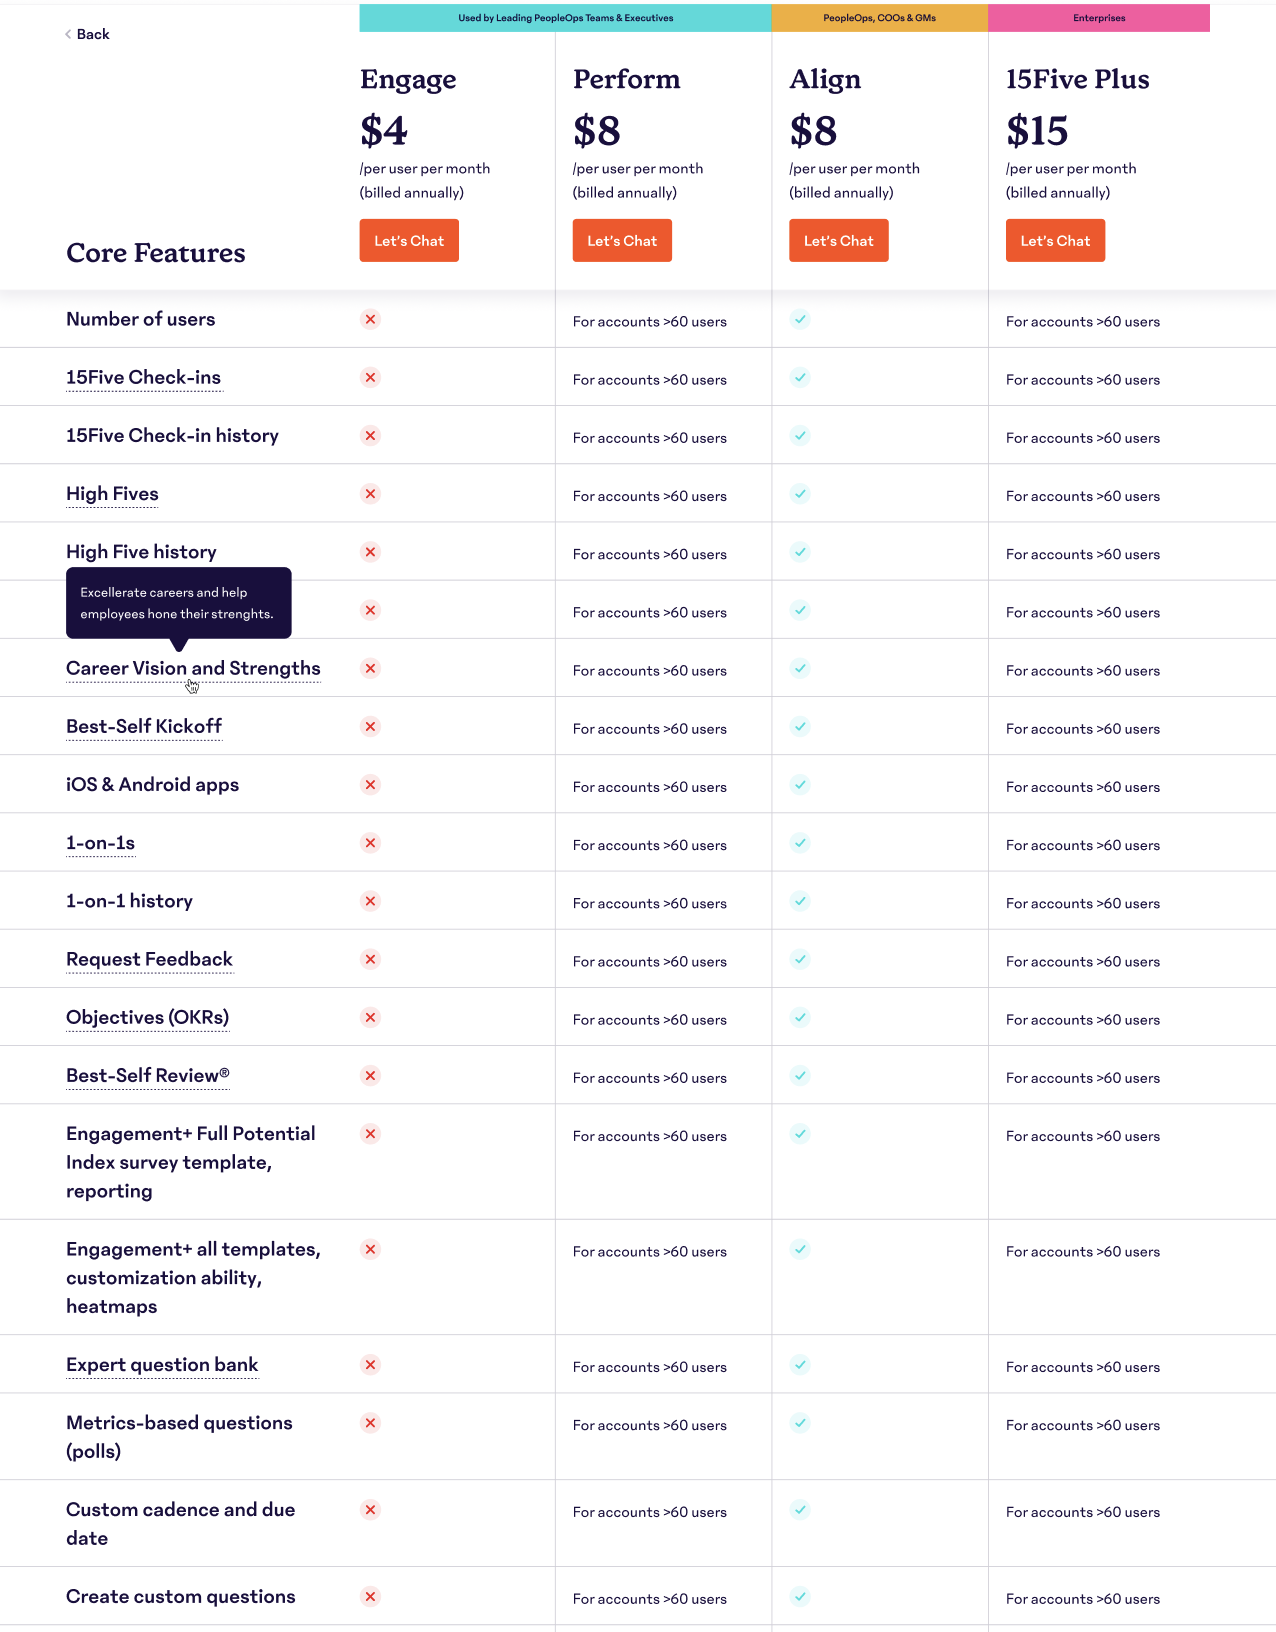 Used by Leading PeopleOps Teams & Executives
PeopleOps, COOs & GMs
Enterprises
Back
Engage
Perform
Align
15Five Plus
$4
$8
$8
$15
/per user per month
(billed annually)
/per user per month
(billed annually)
/per user per month
(billed annually)
/per user per month
(billed annually)
Let's Chat
Let's Chat
Let's Chat
Let's Chat
Core Features
Number of users
For accounts >60 users
For accounts >60 users
15Five Check-ins
For accounts >60 users
For accounts >60 users
15Five Check-in history
For accounts >60 users
For accounts >60 users
High Fives
For accounts >60 users
For accounts >60 users
High Five history
For accounts >60 users
For accounts >60 users
Excellerate careers and help
employees hone their strenghts.
For accounts >60 users
For accounts >60 users
Career Vision and Strengths
For accounts >60 users
For accounts >60 users
Best-Self Kickoff
For accounts >60 users
For accounts >60 users
iOS & Android apps
For accounts >60 users
For accounts >60 users
1-on-1s
For accounts >60 users
For accounts >60 users
1-on-1 history
For accounts >60 users
For accounts >60 users
Request Feedback
For accounts >60 users
For accounts >60 users
Objectives (OKRs)
For accounts >60 users
For accounts >60 users
Best-Self Review®
For accounts >60 users
For accounts >60 users
Engagement+ Full Potential
Index survey template,
reporting
For accounts >60 users
For accounts >60 users
Engagement+ all templates,
customization ability,
heatmaps
For accounts >60 users
For accounts >60 users
Expert question bank
For accounts >60 users
For accounts >60 users
Metrics-based questions
(polls)
For accounts >60 users
For accounts >60 users
Custom cadence and due
date
For accounts >60 users
For accounts >60 users
Create custom questions
For accounts >60 users
For accounts >60 users